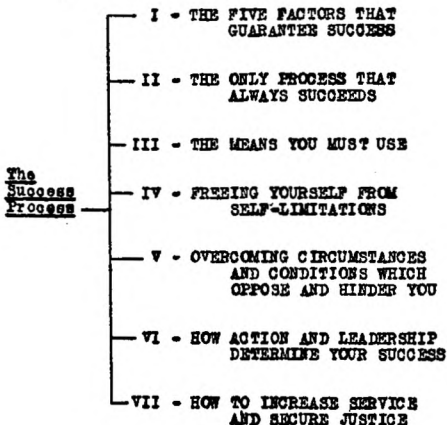 I - THE FIVE FACTORS THAT
GUARANTEE SUCCESS
II - THE ONLY PROCESS THAT
ALWAYS SUCCEEDS
III - THE MEANS YOU MUST USE
The
Success
Process
IV - FREEING YOURSELF FROM
SELF-LIMITATIONS
V - OVERCOMING CIRCUMSTANCES
AND CONDITIONS WHICH
OPPOSE AND HINDER YOU
VI - HOW ACTION AND LEADERSHIP
DETERMINE YOUR SUCCESS
VII - HOW TO INCREASE SERVICE
AND SECURE JUSTICE